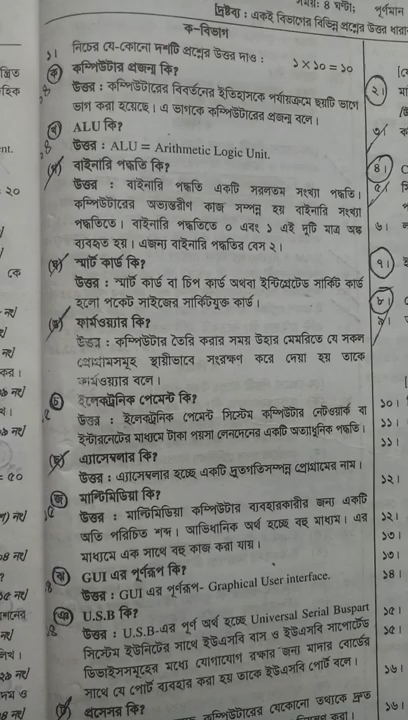 সময়: ৪ ঘন্টা; পূর্ণমান
দ্রষ্টব্য : একই বিভাগের বিভিন্ন প্রশ্নের উত্তর ধারা
ক-বিভাগ
১। নিচের যে-কোনো দশটি প্রশ্নের উত্তর দাও : ১ × ১০ = ১০
(ক) কম্পিউটার প্রজন্ম কি?
উত্তর : কম্পিউটারের বিবর্তনের ইতিহাসকে পর্যায়ক্রমে ছয়টি ভাগে
ভাগ করা হয়েছে। এ ভাগকে কম্পিউটারের প্রজন্ম বলে।
(খ) ALU কি?
উত্তর : ALU = Arithmetic Logic Unit.
(গ) বাইনারি পদ্ধতি কি?
উত্তর : বাইনারি পদ্ধতি একটি সরলতম সংখ্যা পদ্ধতি।
কম্পিউটারের অভ্যন্তরীণ কাজ সম্পন্ন হয় বাইনারি সংখ্যা
পদ্ধতিতে। বাইনারি পদ্ধতিতে ০ এবং ১ এই দুটি মাত্র অঙ্ক
ব্যবহৃত হয়। এজন্য বাইনারি পদ্ধতির বেস ২।
(ঘ) স্মার্ট কার্ড কি?
উত্তর : স্মার্ট কার্ড বা চিপ কার্ড অথবা ইন্টিগ্রেটেড সার্কিট কার্ড
হলো পকেট সাইজের সার্কিটযুক্ত কার্ড।
(ঙ) ফার্মওয়্যার কি?
উত্তর : কম্পিউটার তৈরি করার সময় উহার মেমরিতে যে সকল
প্রোগ্রামসমূহ স্থায়ীভাবে সংরক্ষণ করে দেয়া হয় তাকে
ফার্মওয়্যার বলে।
(চ) ইলেকট্রনিক পেমেন্ট কি?
উত্তর : ইলেকট্রনিক পেমেন্ট সিস্টেম কম্পিউটার নেটওয়ার্ক বা
ইন্টারনেটের মাধ্যমে টাকা পয়সা লেনদেনের একটি অত্যাধুনিক পদ্ধতি।
(ছ) এ্যাসেম্বলার কি?
উত্তর : এ্যাসেম্বলার হচ্ছে একটি দ্রুতগতিসম্পন্ন প্রোগ্রামের নাম।
(জ) মাল্টিমিডিয়া কি?
উত্তর : মাল্টিমিডিয়া কম্পিউটার ব্যবহারকারীর জন্য একটি
অতি পরিচিত শব্দ। আভিধানিক অর্থ হচ্ছে বহু মাধ্যম। এর
মাধ্যমে এক সাথে বহু কাজ করা যায়।
(ঝ) GUI এর পূর্ণরূপ কি?
উত্তর : GUI এর পূর্ণরূপ- Graphical User interface.
(ঞ) U.S.B কি?
উত্তর : U.S.B-এর পূর্ণ অর্থ হচ্ছে Universal Serial Buspart
সিস্টেম ইউনিটের সাথে ইউএসবি বাস ও ইউএসবি সাপোর্টেড
ডিভাইসসমূহের মধ্যে যোগাযোগ রক্ষার জন্য মাদার বোর্ডের
সাথে যে পোর্ট ব্যবহার করা হয় তাকে ইউএসবি পোর্ট বলে।
(ট) প্রসেসর কি?
কম্পিউটারের যেকোনো তথ্যকে দ্রুত